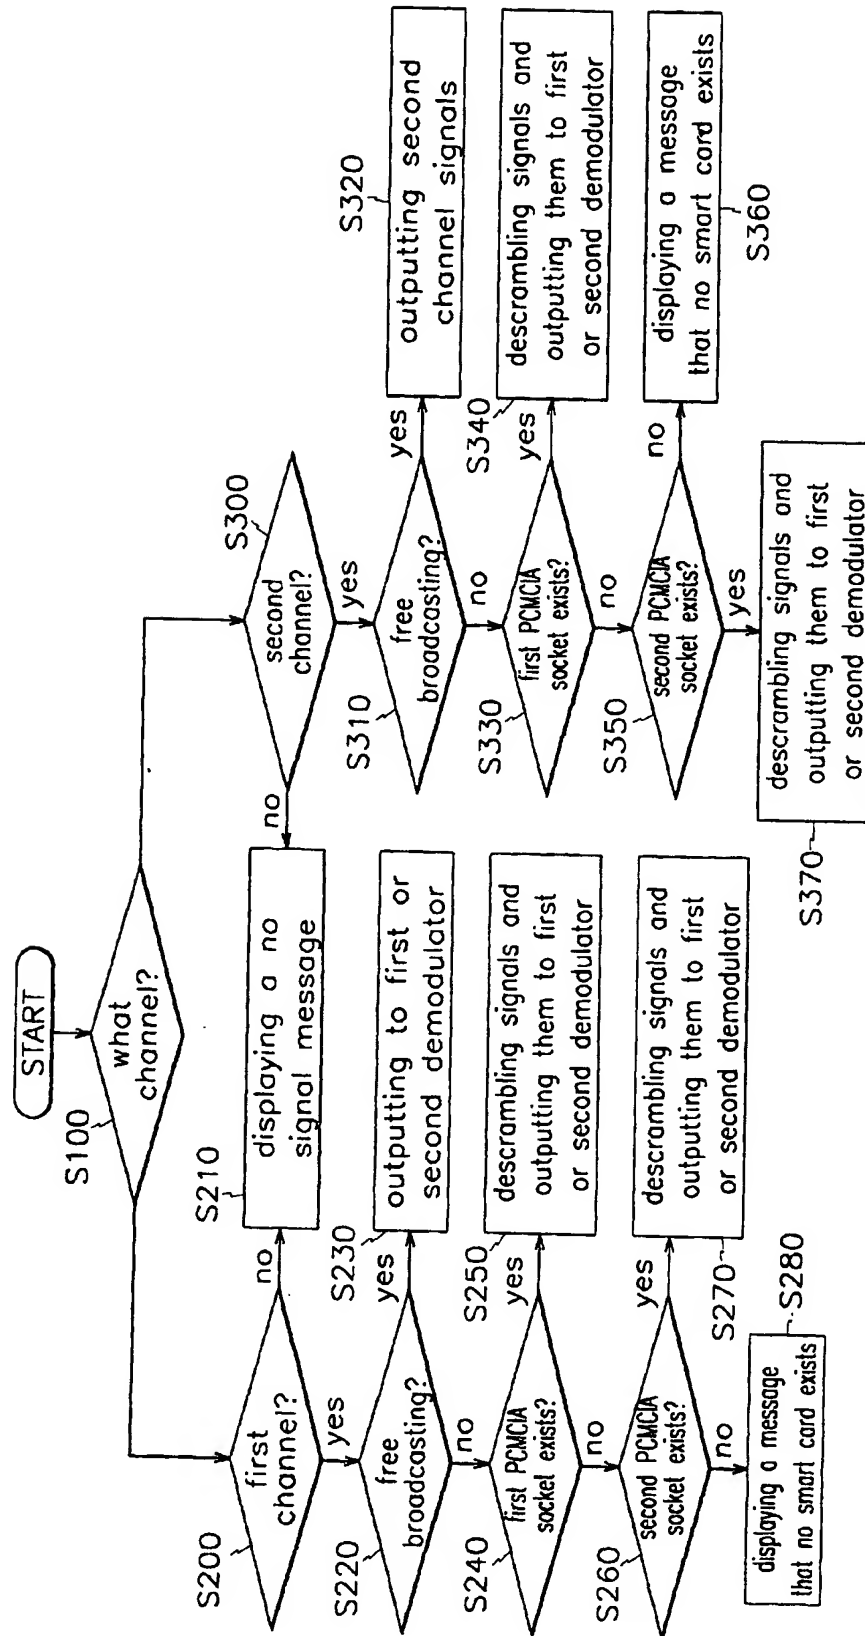 START
S100
what
channel?
S200
first
channel?
no
yes
S210
displaying a no
signal message
S220
free
broadcasting?
yes
no
S230
outputting to first or
second demodulator
S240
first PCMCIA
socket exists?
yes
no
S250
descrambling signals and
outputting them to first
or second demodulator
S260
second PCMCIA
socket exists?
yes
no
S270
descrambling signals and
outputting them to first
or second demodulator
S280
displaying a message
that no smart card exists
S300
second
channel?
no
yes
S310
free
broadcasting?
yes
no
S320
outputting second
channel signals
S330
first PCMCIA
socket exists?
yes
no
S340
descrambling signals and
outputting them to first
or second demodulator
S350
second PCMCIA
socket exists?
no
yes
S360
displaying a message
that no smart card exists
S370
descrambling signals and
outputting them to first
or second demodulator